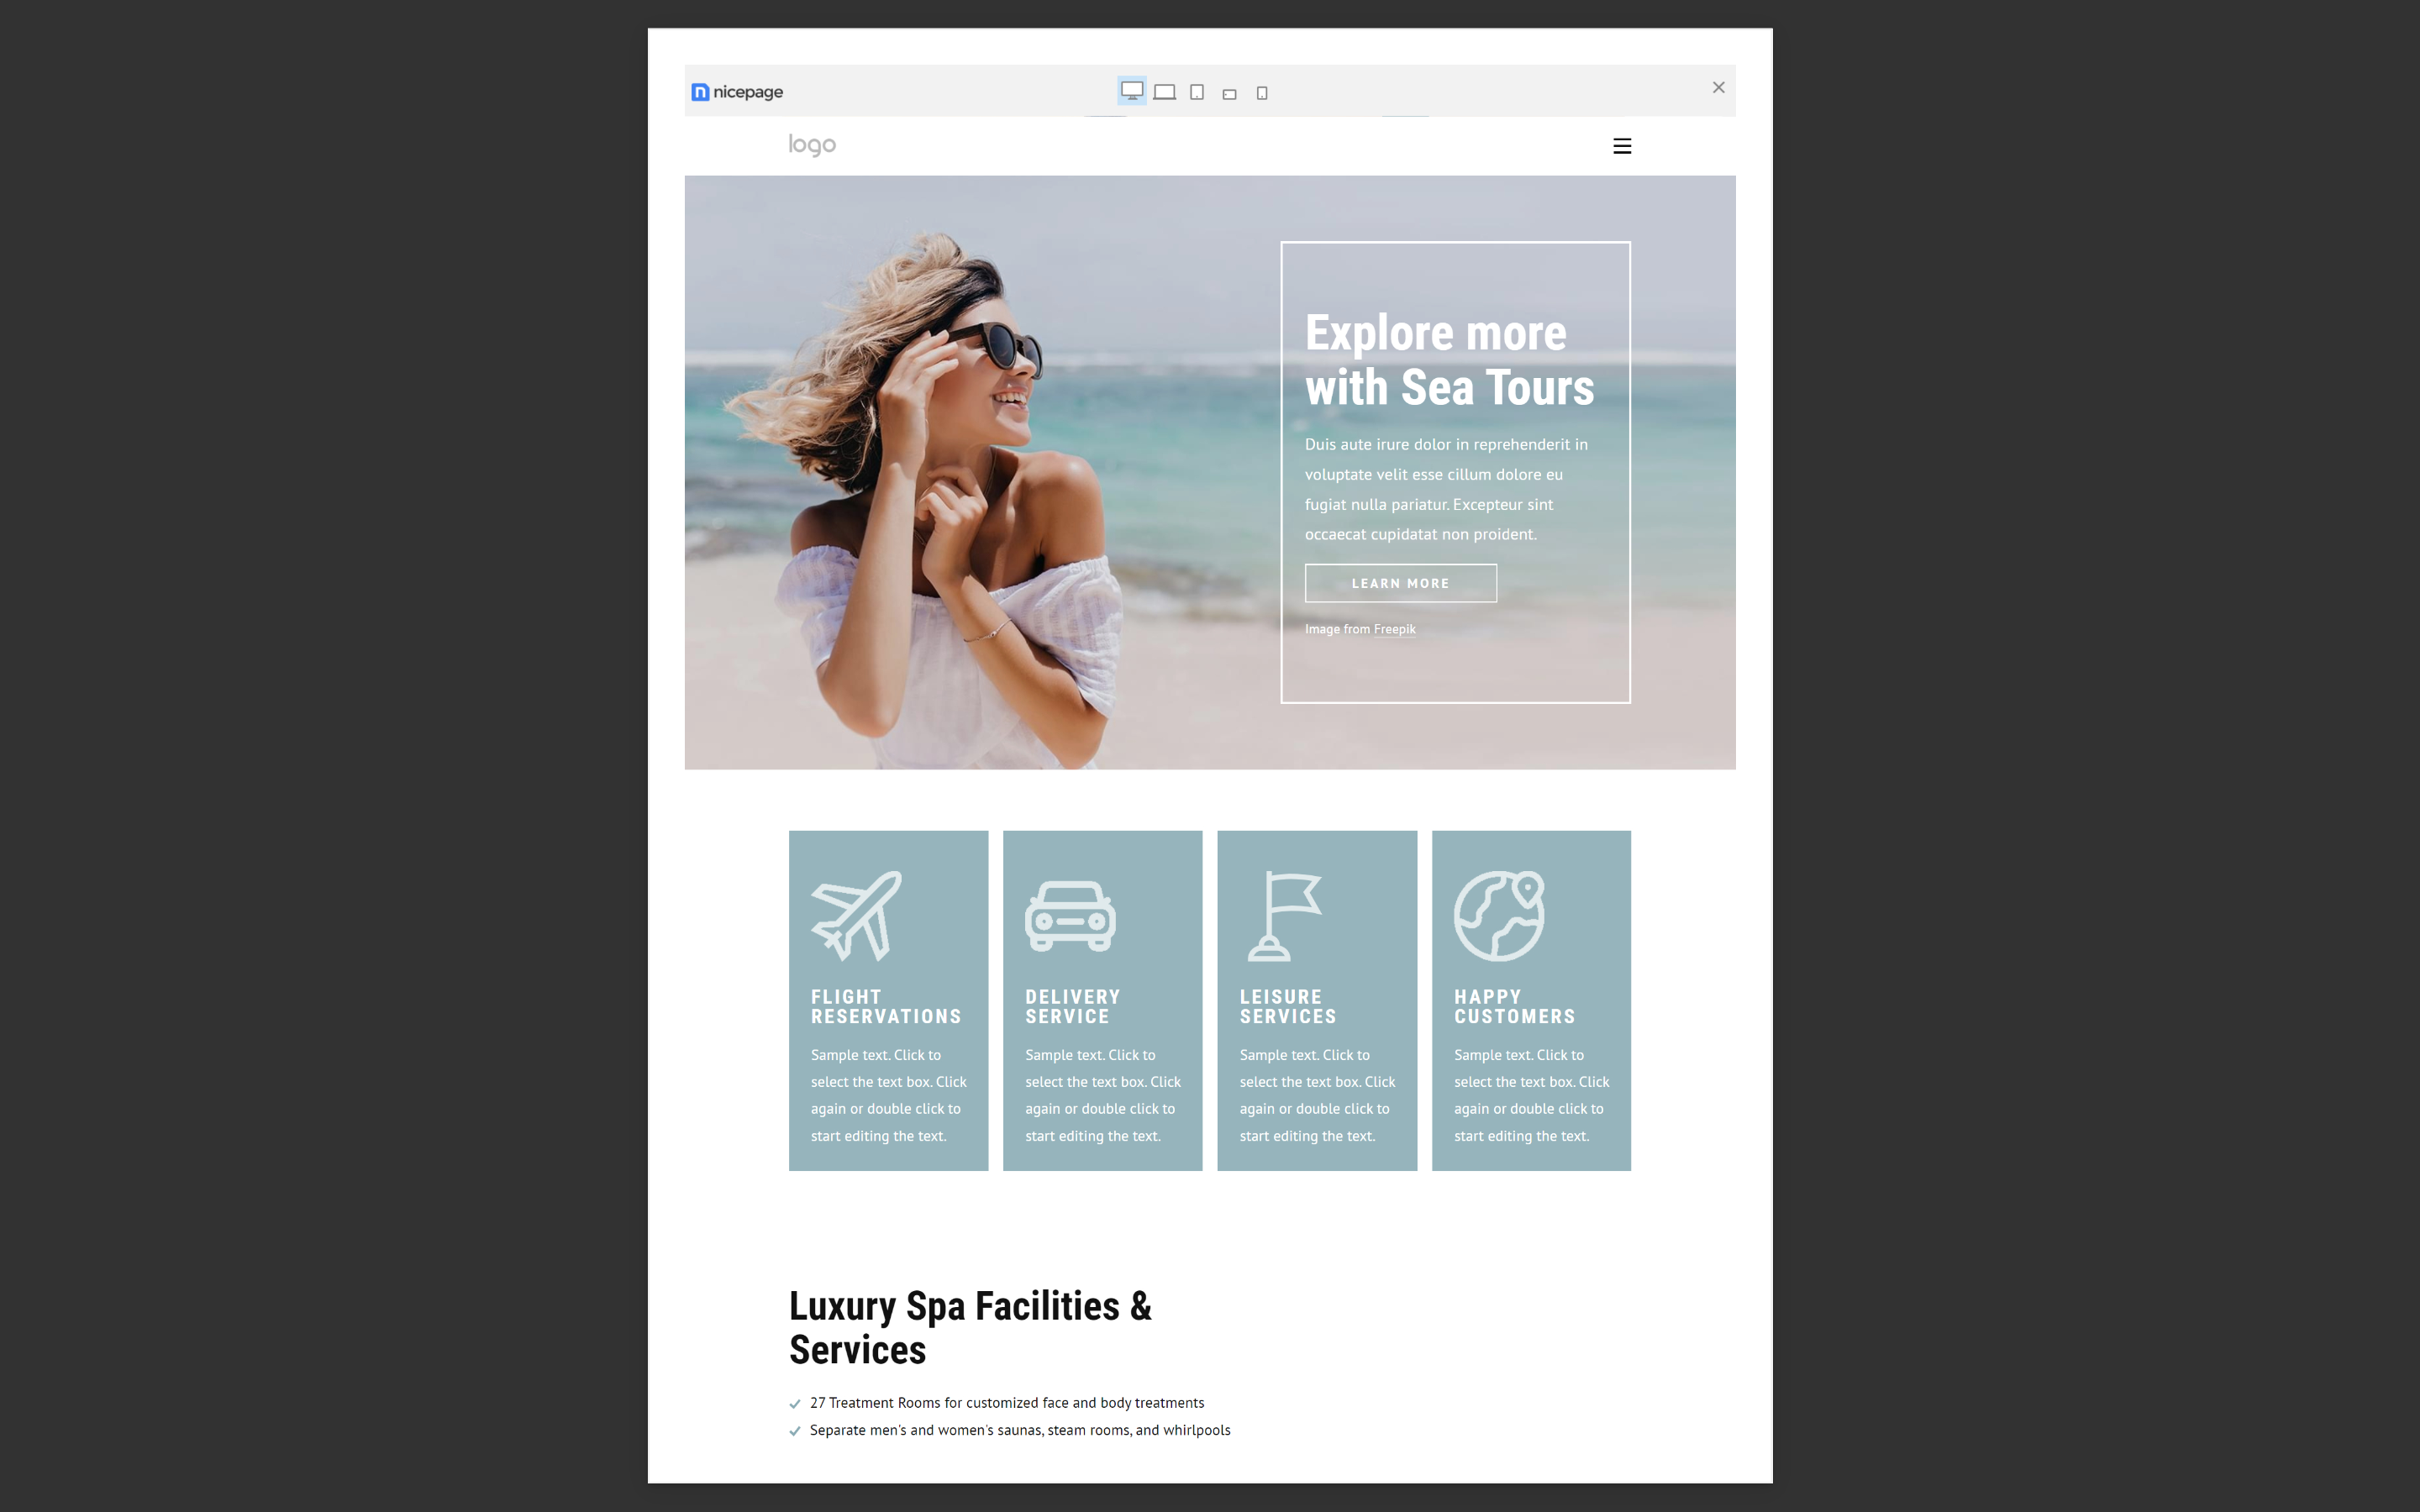 nicepage
logo
Explore more
with Sea Tours
Duis aute irure dolor in reprehenderit in
voluptate velit esse cillum dolore eu
fugiat nulla pariatur. Excepteur sint
occaecat cupidatat non proident.
LEARN MORE
Image from Freepik
FLIGHT
RESERVATIONS
Sample text. Click to
select the text box. Click
again or double click to
start editing the text.
DELIVERY
SERVICE
Sample text. Click to
select the text box. Click
again or double click to
start editing the text.
LEISURE
SERVICES
Sample text. Click to
select the text box. Click
again or double click to
start editing the text.
HAPPY
CUSTOMERS
Sample text. Click to
select the text box. Click
again or double click to
start editing the text.
Luxury Spa Facilities &
Services
27 Treatment Rooms for customized face and body treatments
Separate men's and women's saunas, steam rooms, and whirlpools